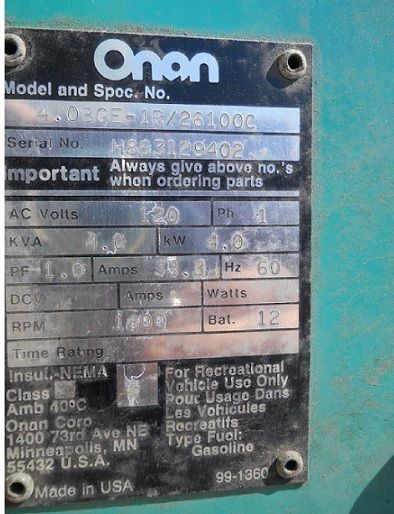 Onan
Model and Spec. No.
4.0BGE-1R/26100C
Serial No. H863129402
Important Always give above no.'s
when ordering parts
AC Volts 120 Ph 1
KVA 4.0 kW 4.0
PF 1.0 Amps 33.3 Hz 60
DCV Amps Watts
RPM 1800 Bat. 12
Time Rating
Insul-NEMA
Class
Amb 40°C
Onan Corp
1400 73rd Ave NE
Minneapolis, MN
55432 U.S.A.
For Recreational
Vehicle Use Only
Pour Usage Dans
Les Vehicules
Recreatifs
Type Fuel:
Gasoline
Made in USA 99-1360